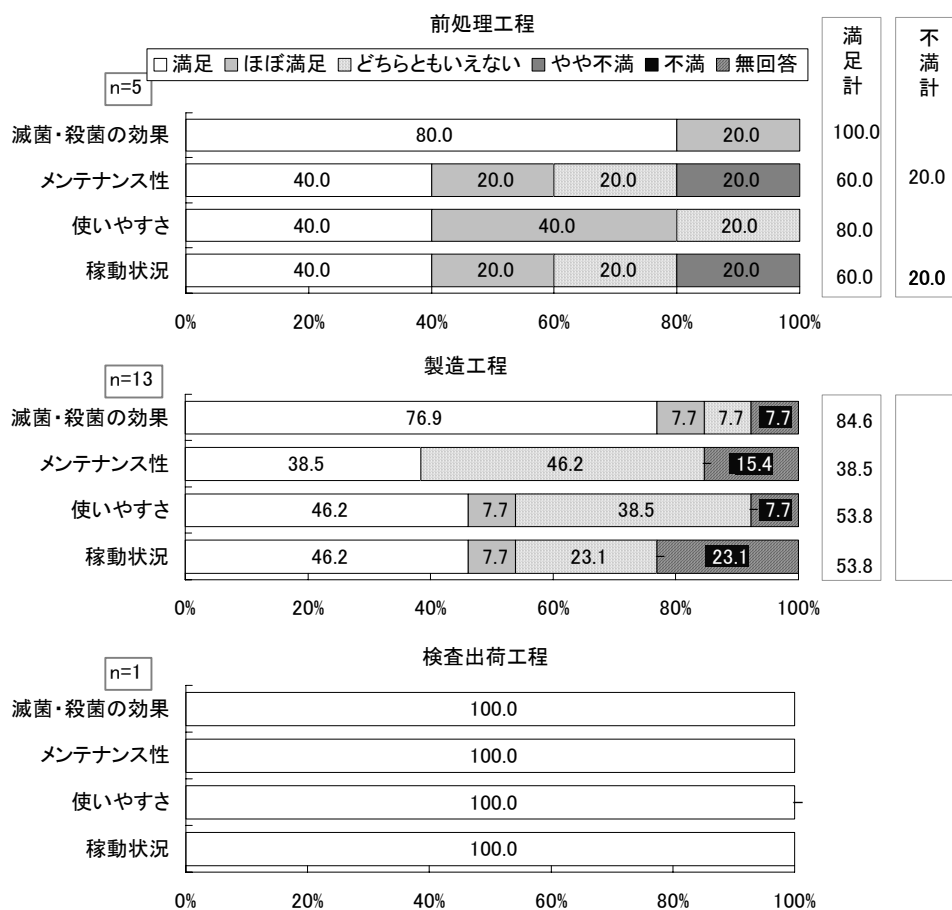 前処理工程
満足計
不満計
□満足 ■ほぼ満足 □どちらともいえない ■やや不満 ■不満 ■無回答
n=5
滅菌・殺菌の効果 80.0 20.0 100.0
メンテナンス性 40.0 20.0 20.0 20.0 60.0 20.0
使いやすさ 40.0 40.0 20.0 80.0
稼動状況 40.0 20.0 20.0 20.0 60.0 20.0
0% 20% 40% 60% 80% 100%
製造工程
n=13
滅菌・殺菌の効果 76.9 7.7 7.7 7.7 84.6
メンテナンス性 38.5 46.2 15.4 38.5
使いやすさ 46.2 7.7 38.5 7.7 53.8
稼動状況 46.2 7.7 23.1 23.1 53.8
0% 20% 40% 60% 80% 100%
検査出荷工程
n=1
滅菌・殺菌の効果 100.0
メンテナンス性 100.0
使いやすさ 100.0
稼動状況 100.0
0% 20% 40% 60% 80% 100%